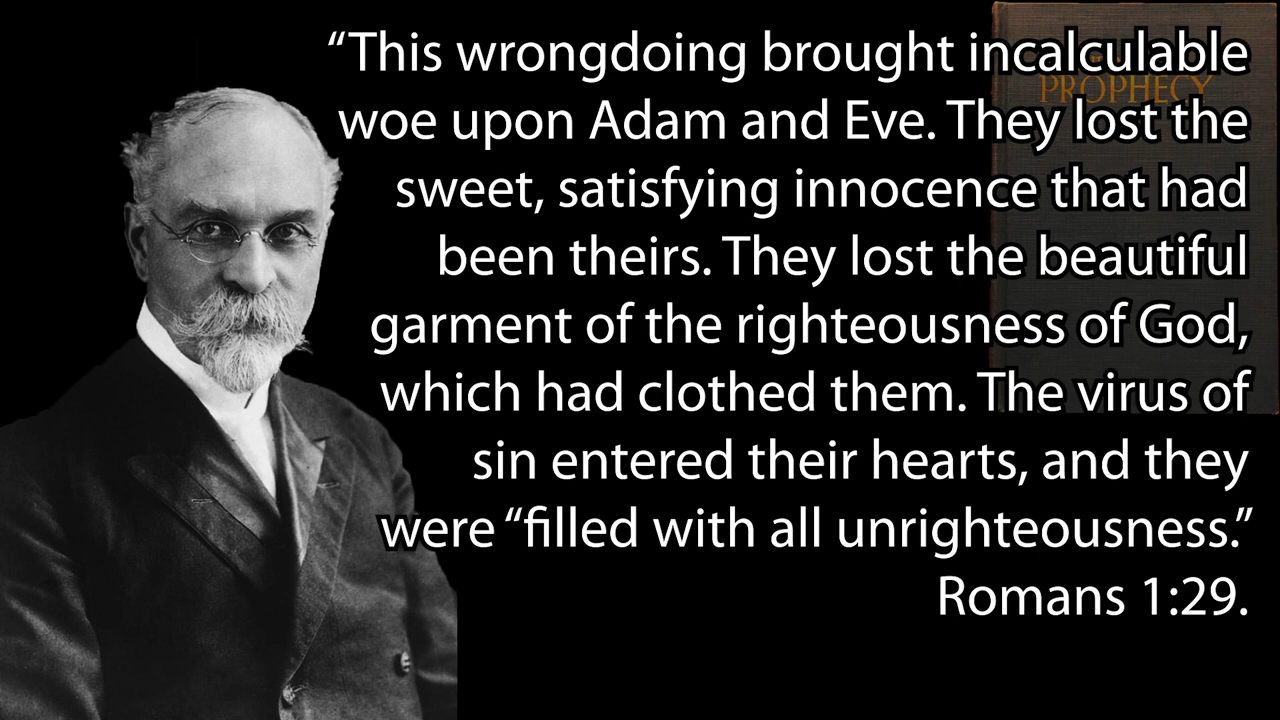 “This wrongdoing brought incalculable
woe upon Adam and Eve. They lost the
sweet, satisfying innocence that had
been theirs. They lost the beautiful
garment of the righteousness of God,
which had clothed them. The virus of
sin entered their hearts, and they
were “filled with all unrighteousness.”
Romans 1:29.
PROPHECY